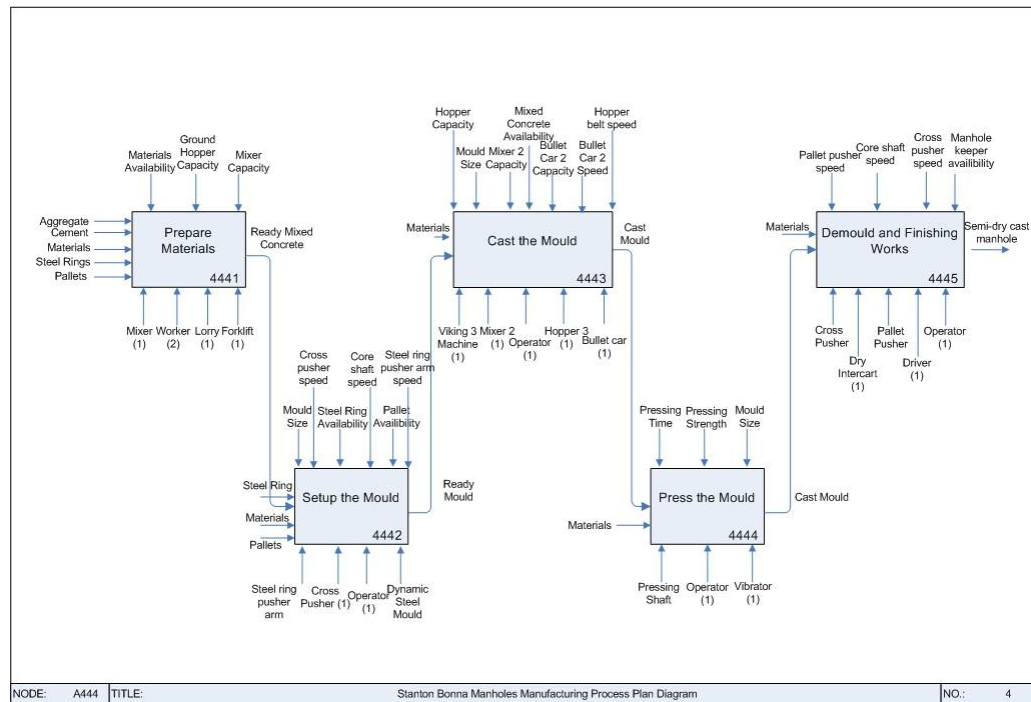 Materials
Availability
Ground
Hopper
Capacity
Mixer
Capacity
Aggregate
Cement
Materials
Steel Rings
Pallets
Prepare
Materials
4441
Ready Mixed
Concrete
Mixer
(1)
Worker
(2)
Lorry
(1)
Forklift
(1)
Cross
pusher
speed
Core
shaft
speed
Steel ring
pusher arm
speed
Mould
Size
Steel Ring
Availability
Pallet
Availibility
Steel Ring
Materials
Pallets
Setup the Mould
4442
Ready
Mould
Steel ring
pusher
arm
Cross
Pusher (1)
Operator
(1)
Dynamic
Steel
Mould
Hopper
Capacity
Mould
Size
Mixer 2
Capacity
Mixed
Concrete
Availability
Bullet
Car 2
Capacity
Bullet
Car 2
Speed
Hopper
belt speed
Materials
Cast the Mould
4443
Cast
Mould
Viking 3
Machine
(1)
Mixer 2
(1)
Operator
(1)
Hopper 3
(1)
Bullet car
(1)
Pressing
Time
Pressing
Strength
Mould
Size
Materials
Press the Mould
4444
Cast Mould
Pressing
Shaft
Operator
(1)
Vibrator
(1)
Pallet pusher
speed
Core shaft
speed
Cross
pusher
speed
Manhole
keeper
availibility
Materials
Demould and Finishing
Works
4445
Semi-dry cast
manhole
Cross
Pusher
Dry
Intercart
(1)
Pallet
Pusher
Driver
(1)
Operator
(1)
NODE: A444 TITLE: Stanton Bonna Manholes Manufacturing Process Plan Diagram NO.: 4